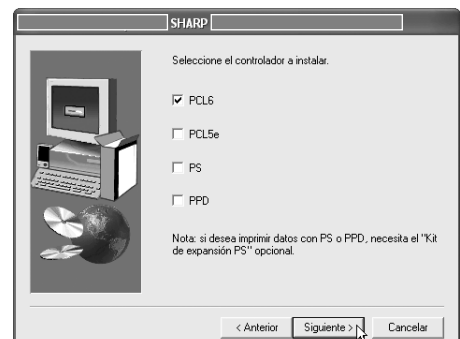 SHARP
Seleccione el controlador a instalar.
PCL6
PCL5e
PS
PPD
Nota: si desea imprimir datos con PS o PPD, necesita el "Kit
de expansión PS" opcional.
< Anterior
Siguiente >
Cancelar